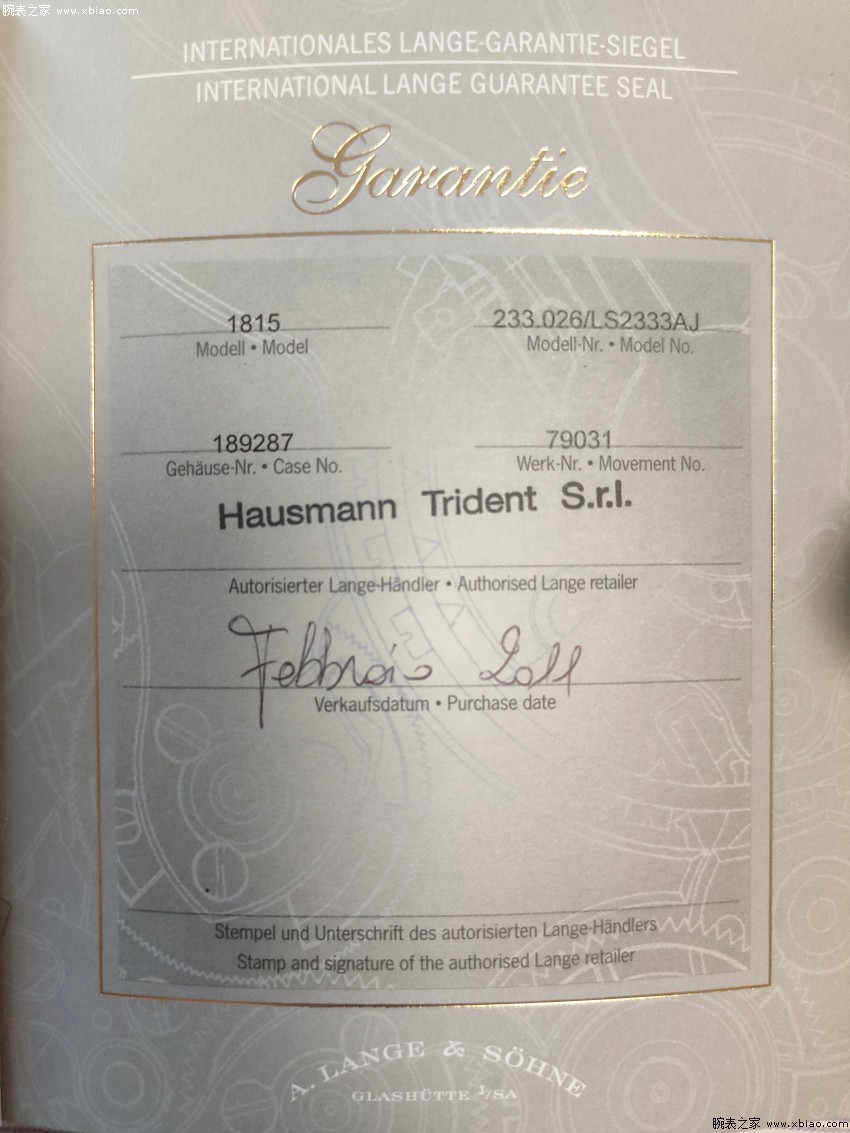 腕表之家 www.xbiao.com
INTERNATIONALES LANGE-GARANTIE-SIEGEL
INTERNATIONAL LANGE GUARANTEE SEAL
Garantie
1815 233.026/LS2333AJ
Modell • Model Modell-Nr. • Model No.
189287 79031
Gehäuse-Nr. • Case No. Werk-Nr. • Movement No.
Hausmann Trident S.r.l.
Autorisierter Lange-Händler • Authorised Lange retailer
Febbraio 2011
Verkaufsdatum • Purchase date
Stempel und Unterschrift des autorisierten Lange-Händlers
Stamp and signature of the authorised Lange retailer
A. LANGE & SÖHNE
GLASHÜTTE I/SA
腕表之家 www.xbiao.com